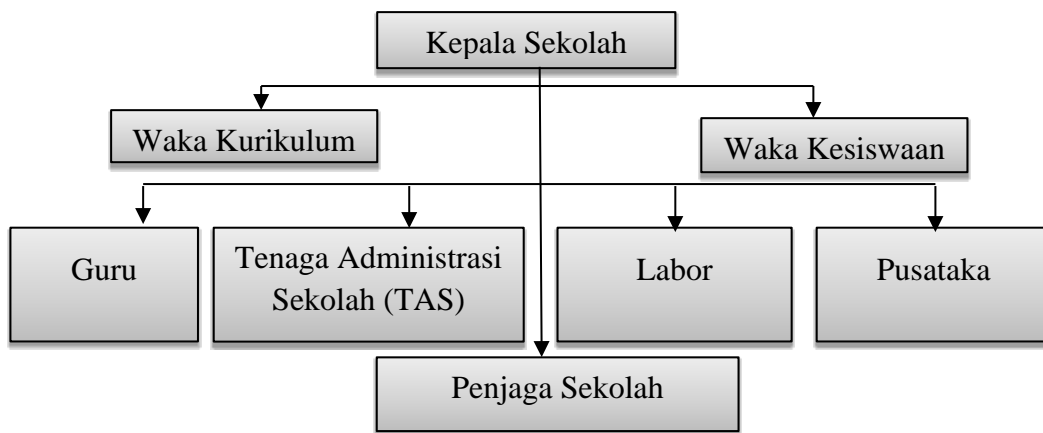 Kepala Sekolah
Waka Kurikulum
Waka Kesiswaan
Guru
Tenaga Administrasi
Sekolah (TAS)
Labor
Pusataka
Penjaga Sekolah